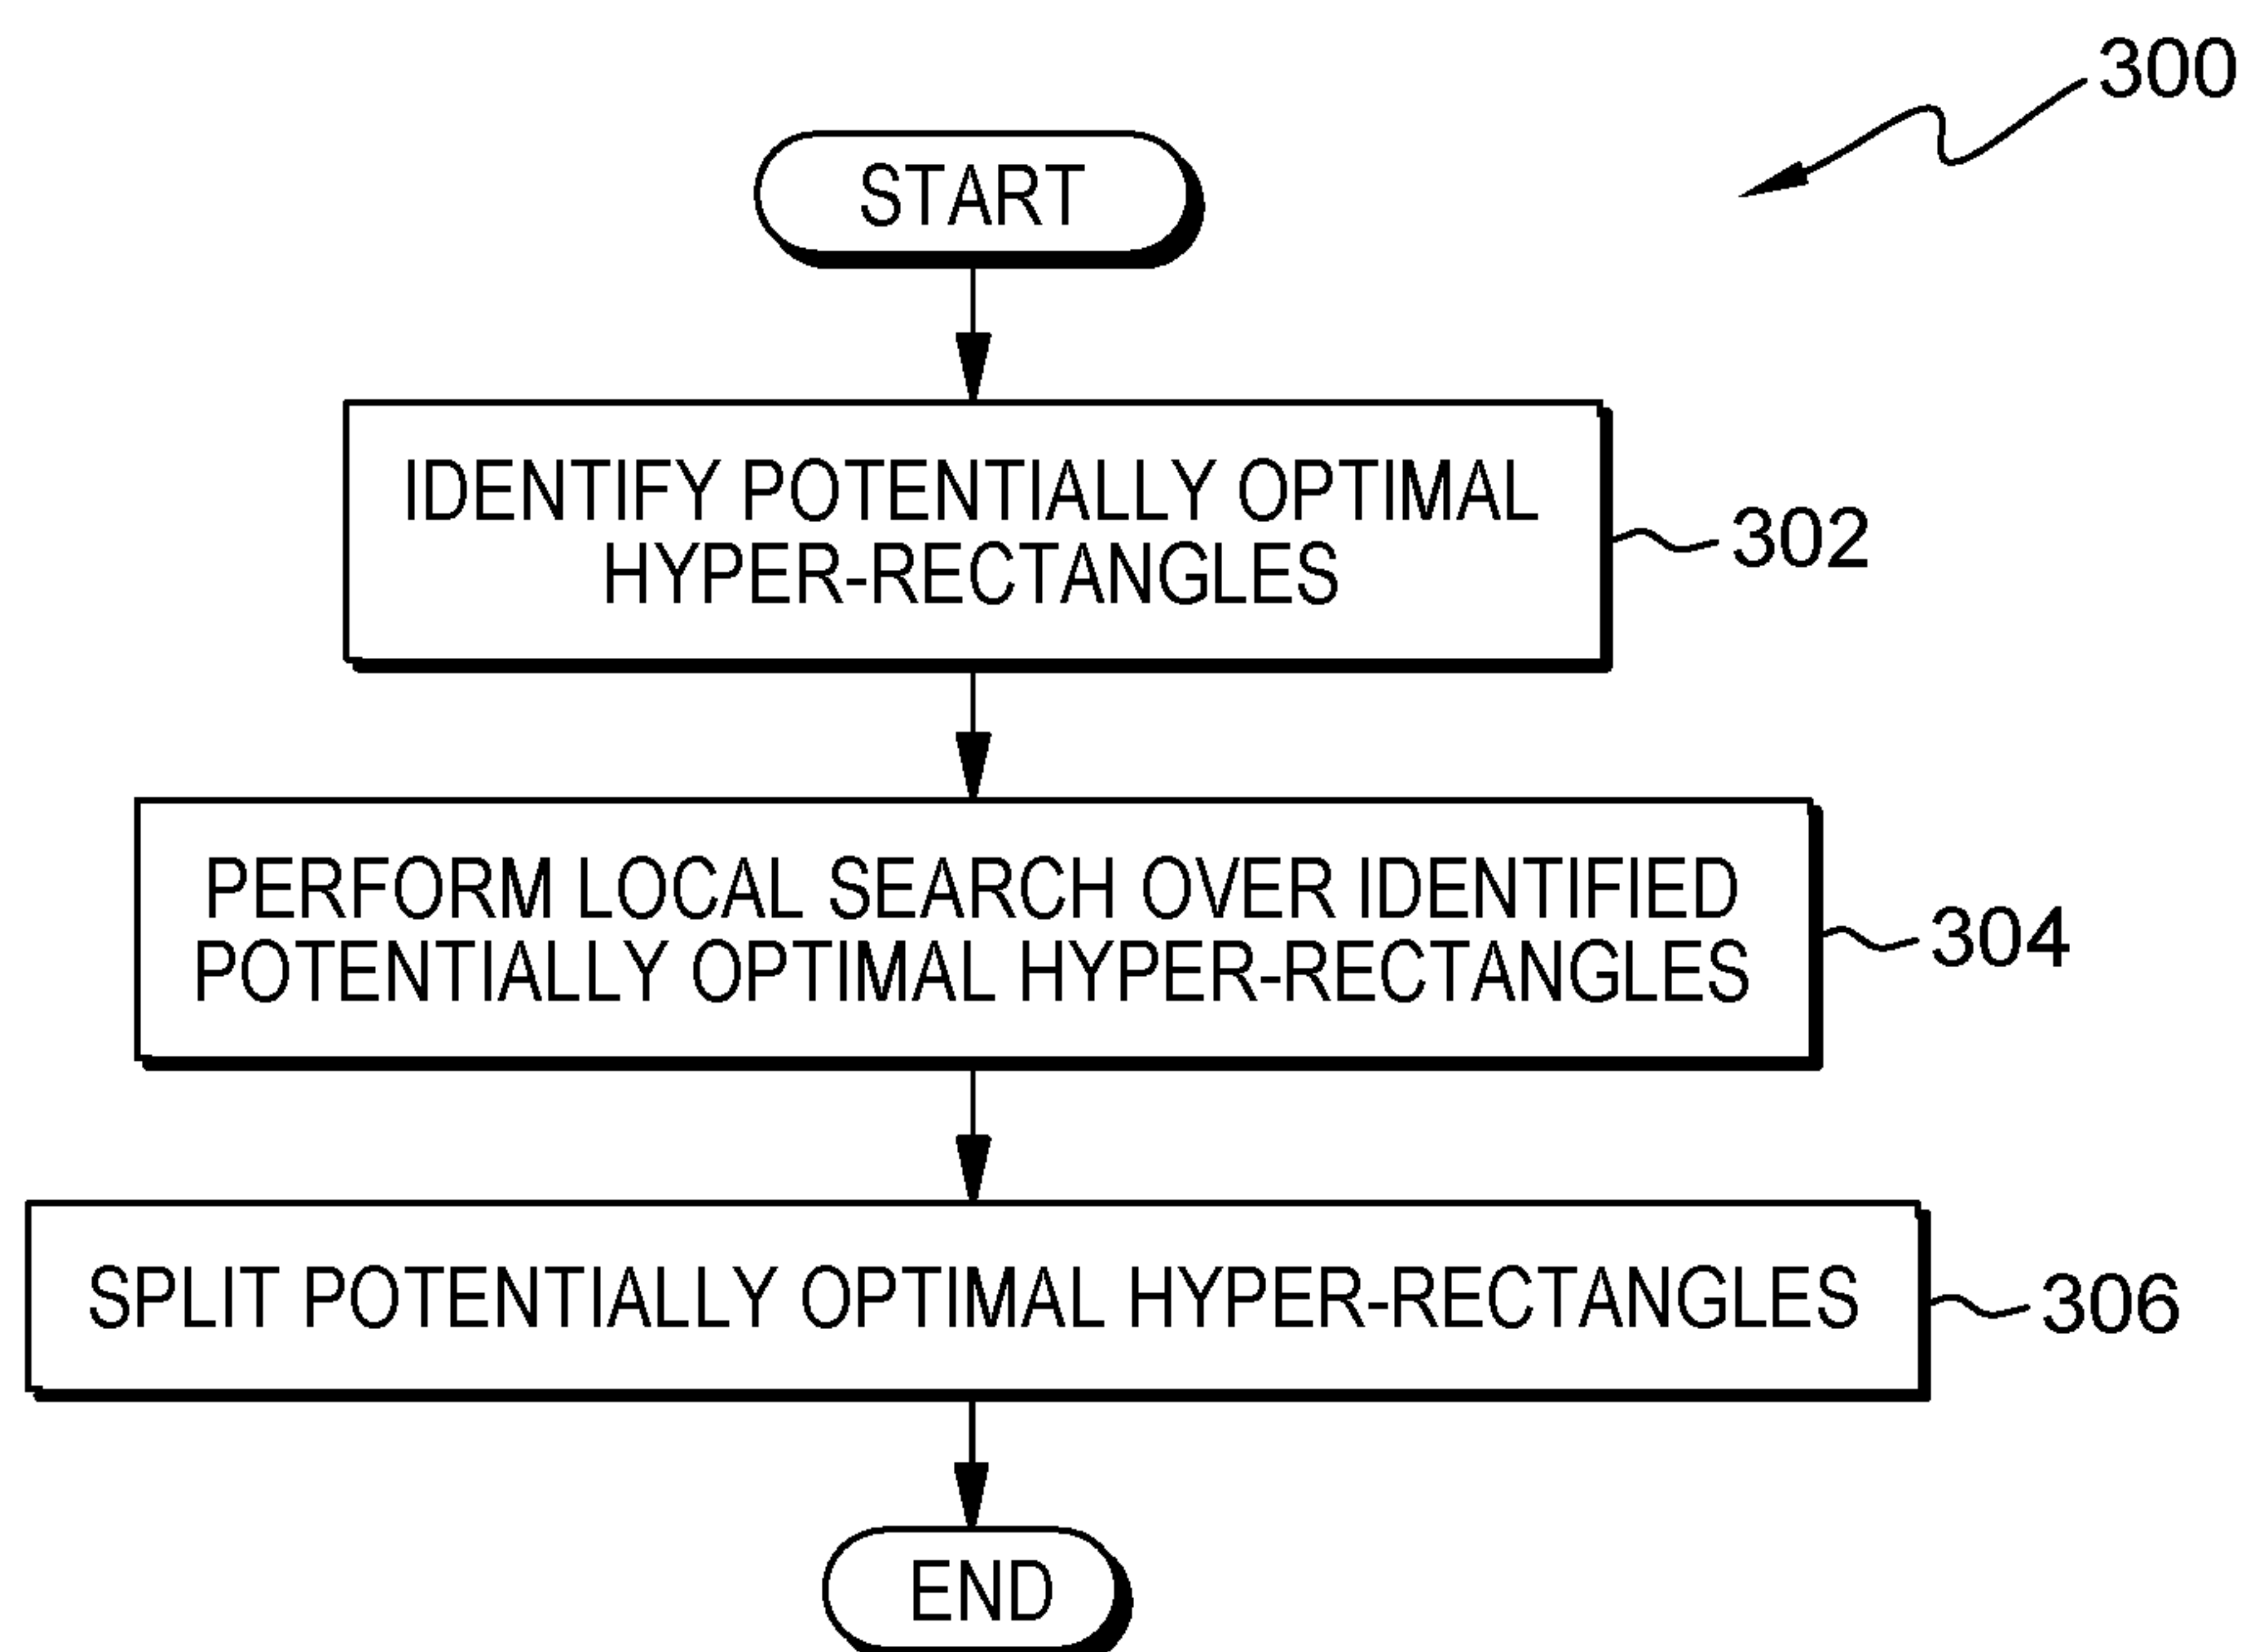 300
START
IDENTIFY POTENTIALLY OPTIMAL
HYPER-RECTANGLES
302
PERFORM LOCAL SEARCH OVER IDENTIFIED
POTENTIALLY OPTIMAL HYPER-RECTANGLES
304
SPLIT POTENTIALLY OPTIMAL HYPER-RECTANGLES
306
END